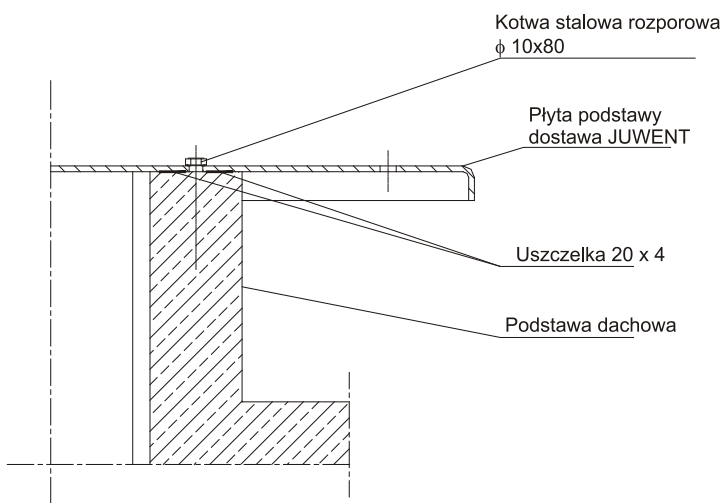 Kotwa stalowa rozporowa
ϕ 10x80
Płyta podstawy
dostawa JUWENT
Uszczelka 20 x 4
Podstawa dachowa